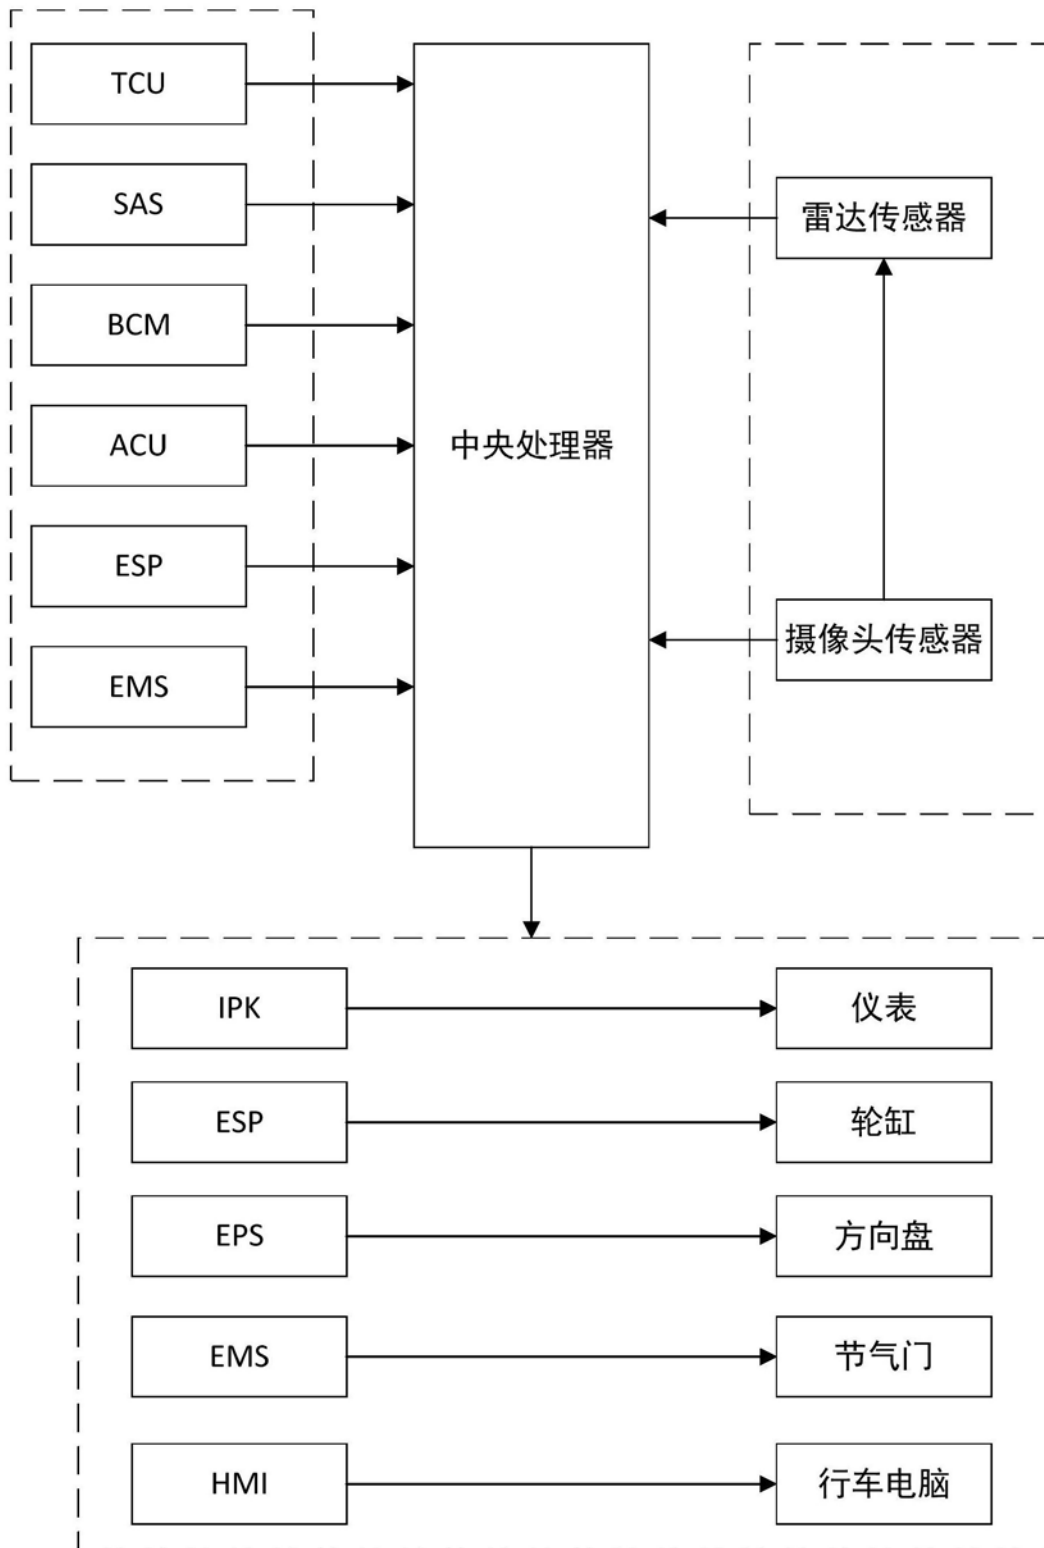 TCU
SAS
BCM
ACU
ESP
EMS
中央处理器
雷达传感器
摄像头传感器
IPK
仪表
ESP
轮缸
EPS
方向盘
EMS
节气门
HMI
行车电脑